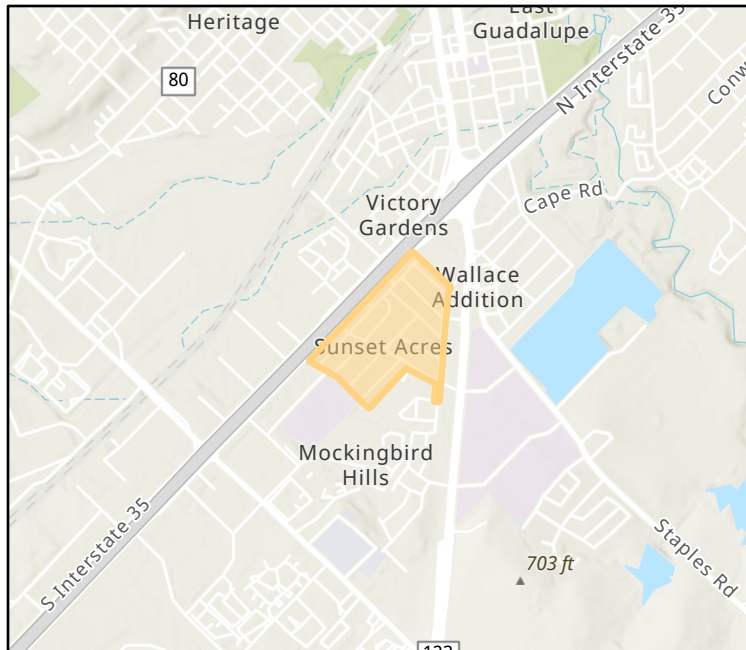 Heritage
East
Guadalupe
80
N Interstate 35
Conw
Cape Rd
Victory
Gardens
Wallace
Addition
Sunset Acres
Mockingbird
Hills
S Interstate 35
703 ft
Staples Rd
123